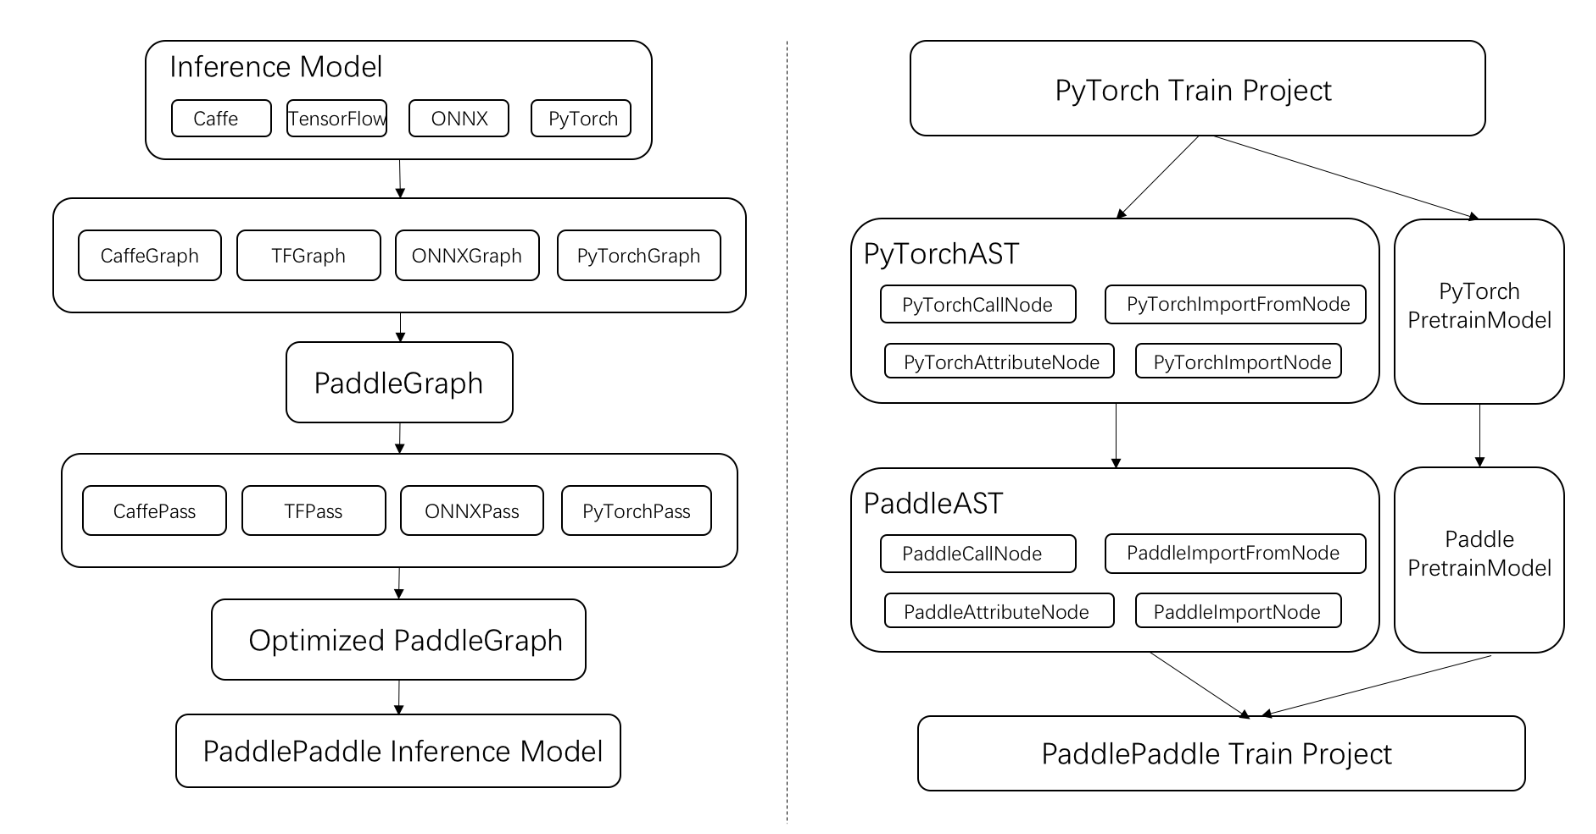 Inference Model
Caffe TensorFlow ONNX PyTorch
CaffeGraph TFGraph ONNXGraph PyTorchGraph
PaddleGraph
CaffePass TFPass ONNXPass PyTorchPass
Optimized PaddleGraph
PaddlePaddle Inference Model
PyTorch Train Project
PyTorchAST
PyTorchCallNode PyTorchImportFromNode
PyTorchAttributeNode PyTorchImportNode
PyTorch
PretrainModel
PaddleAST
PaddleCallNode PaddleImportFromNode
PaddleAttributeNode PaddleImportNode
Paddle
PretrainModel
PaddlePaddle Train Project